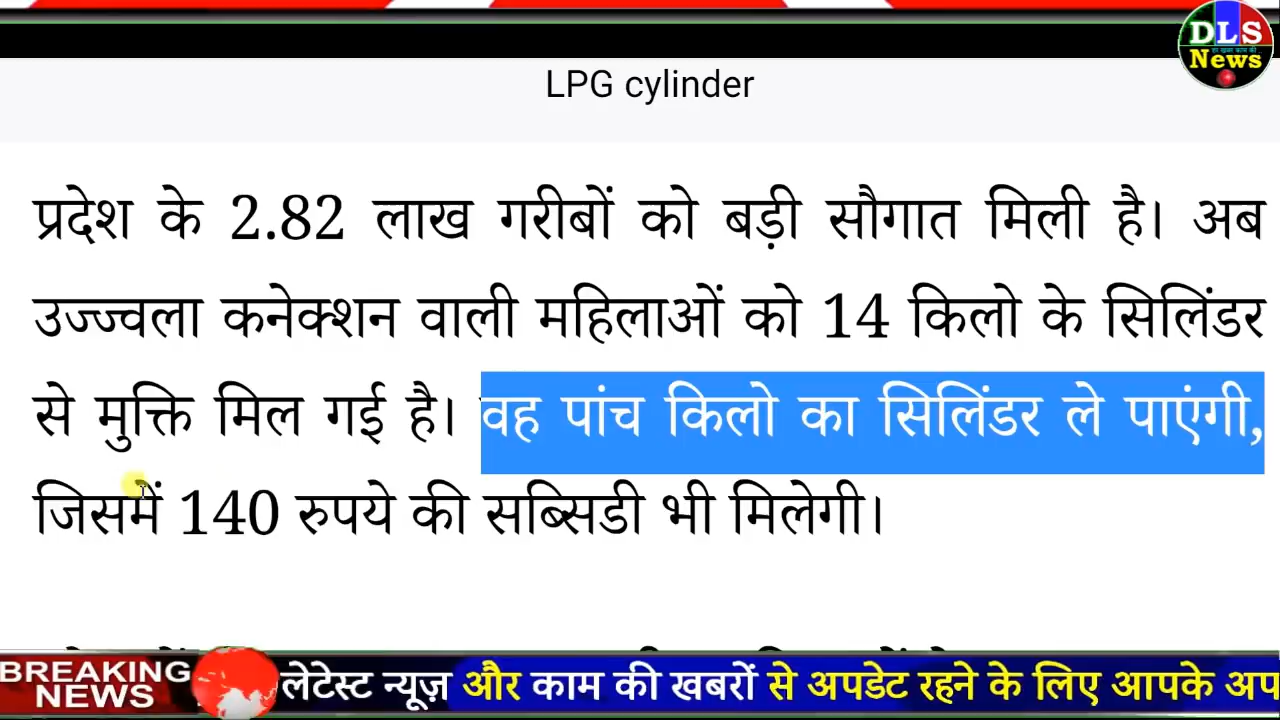 DLS
News
LPG cylinder
प्रदेश के 2.82 लाख गरीबों को बड़ी सौगात मिली है। अब
उज्ज्वला कनेक्शन वाली महिलाओं को 14 किलो के सिलिंडर
से मुक्ति मिल गई है। वह पांच किलो का सिलिंडर ले पाएंगी,
जिसमें 140 रुपये की सब्सिडी भी मिलेगी।
BREAKING
NEWS
लेटेस्ट न्यूज़ और काम की खबरों से अपडेट रहने के लिए आपके अप